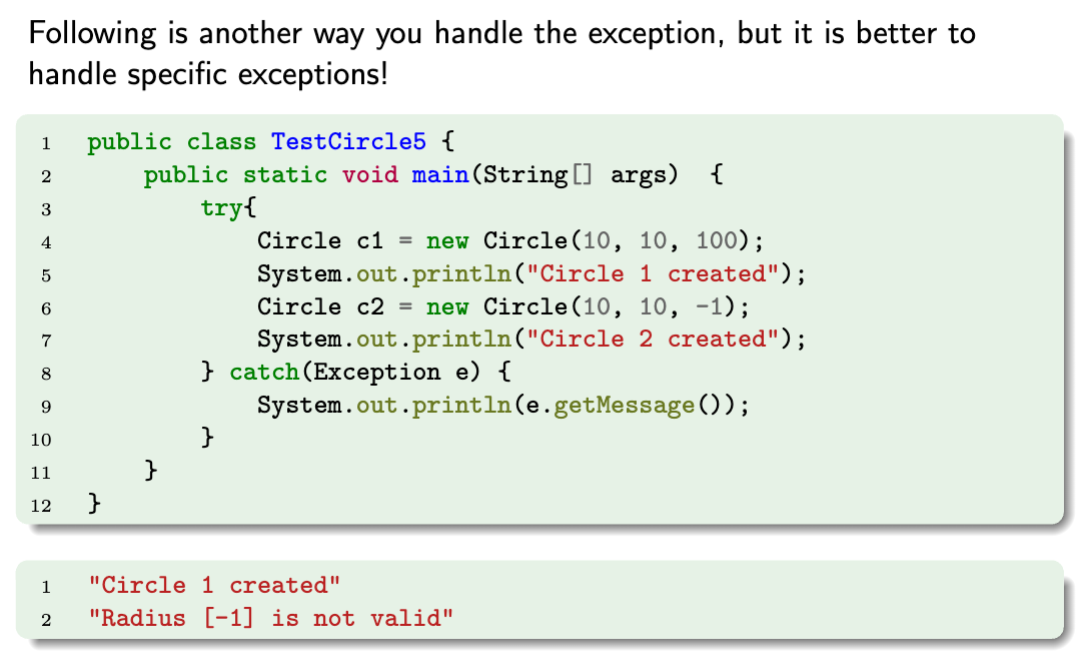 Following is another way you handle the exception, but it is better to
handle specific exceptions!
1 public class TestCircle5 {
2 public static void main(String[] args) {
3 try{
4 Circle c1 = new Circle(10, 10, 100);
5 System.out.println("Circle 1 created");
6 Circle c2 = new Circle(10, 10, -1);
7 System.out.println("Circle 2 created");
8 } catch(Exception e) {
9 System.out.println(e.getMessage());
10 }
11 }
12 }
1 "Circle 1 created"
2 "Radius [-1] is not valid"